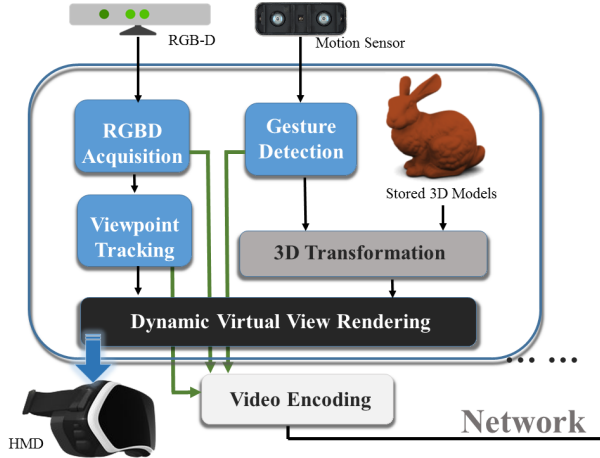 RGB-D
Motion Sensor
RGBD
Acquisition
Gesture
Detection
Stored 3D Models
Viewpoint
Tracking
3D Transformation
Dynamic Virtual View Rendering
... ...
Video Encoding
HMD
Network